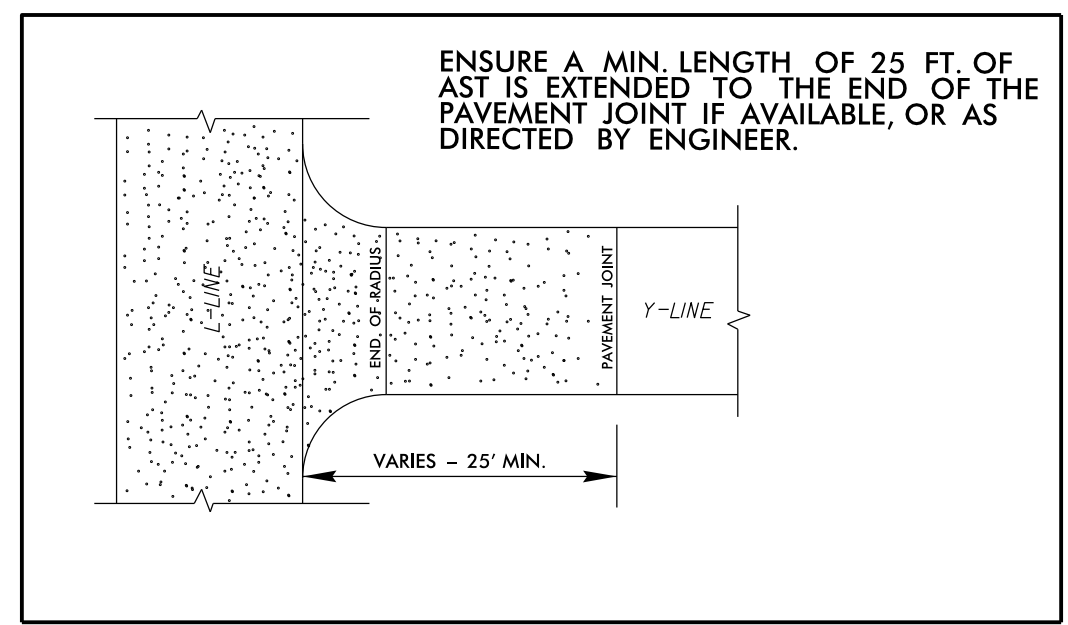 ENSURE A MIN. LENGTH OF 25 FT. OF
AST IS EXTENDED TO THE END OF THE
PAVEMENT JOINT IF AVAILABLE, OR AS
DIRECTED BY ENGINEER.
L-LINE
END OF RADIUS
PAVEMENT JOINT
Y-LINE
VARIES - 25' MIN.